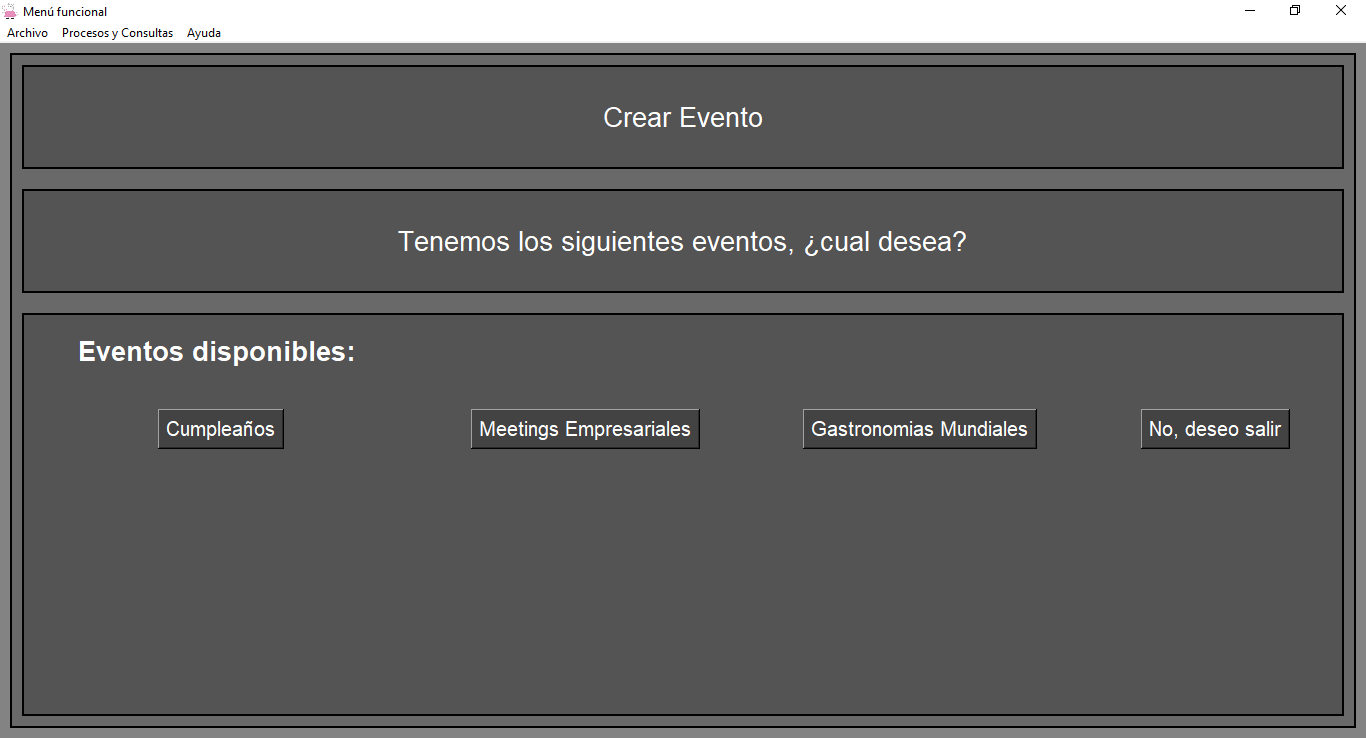 Menú funcional
Archivo Procesos y Consultas Ayuda
Crear Evento
Tenemos los siguientes eventos, ¿cual desea?
Eventos disponibles:
Cumpleaños Meetings Empresariales Gastronomias Mundiales No, deseo salir